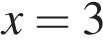 x = 3